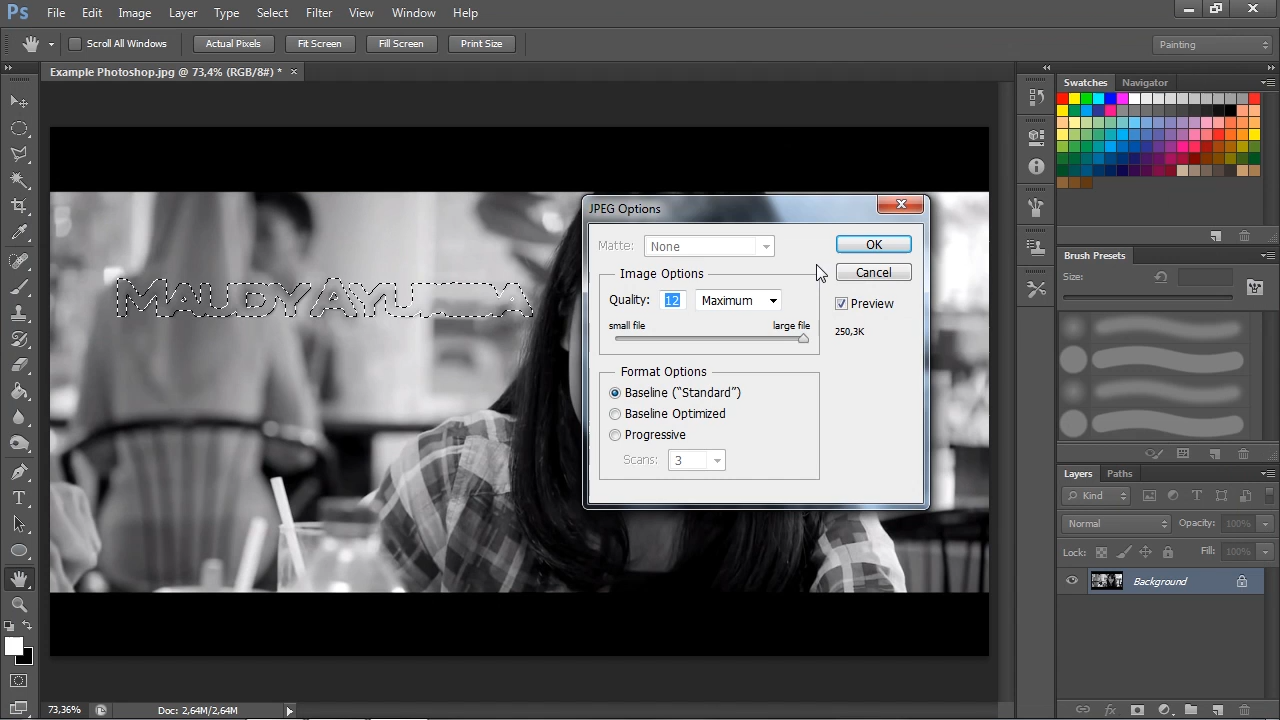 Ps File Edit Image Layer Type Select Filter View Window Help
Scroll All Windows Actual Pixels Fit Screen Fill Screen Print Size Painting
Example Photoshop.jpg @ 73,4% (RGB/8#) * ×
Swatches Navigator
MAUDYAYUNDA
JPEG Options
Matte: None OK
Image Options Cancel
Quality: 12 Maximum Preview
small file large file 250,3K
Format Options
Baseline (“Standard”)
Baseline Optimized
Progressive
Scans: 3
Brush Presets
Size:
Layers Paths
Kind
Normal Opacity: 100%
Lock: Fill: 100%
Background
73,36% Doc: 2,64M/2,64M